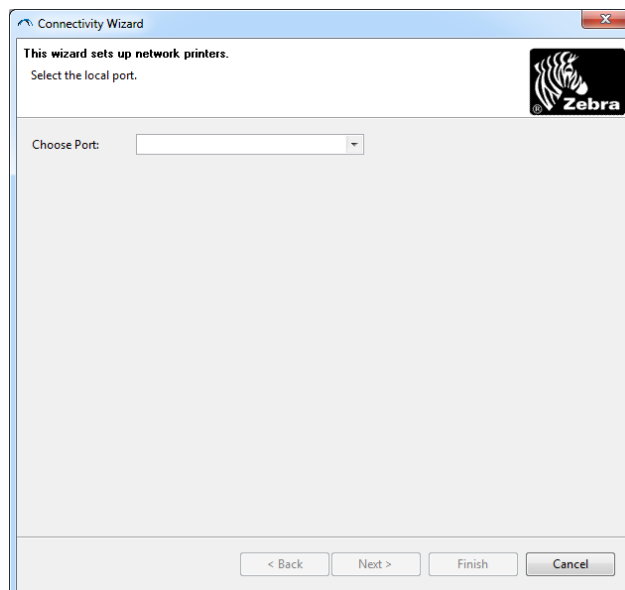 Connectivity Wizard
This wizard sets up network printers.
Select the local port.
® Zebra
Choose Port:
< Back Next > Finish Cancel